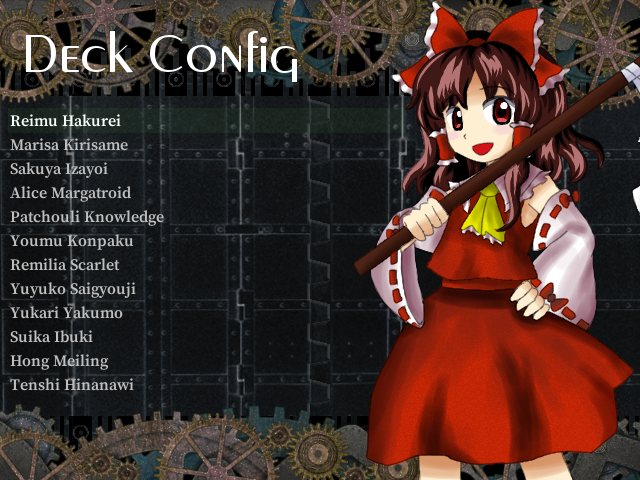 Deck Config
Reimu Hakurei
Marisa Kirisame
Sakuya Izayoi
Alice Margatroid
Patchouli Knowledge
Youmu Konpaku
Remilia Scarlet
Yuyuko Saigyouji
Yukari Yakumo
Suika Ibuki
Hong Meiling
Tenshi Hinanawi